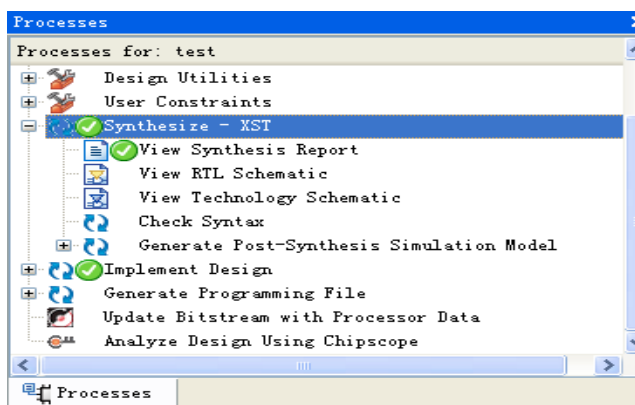 Processes
Processes for: test
Design Utilities
User Constraints
Synthesize - XST
View Synthesis Report
View RTL Schematic
View Technology Schematic
Check Syntax
Generate Post-Synthesis Simulation Model
Implement Design
Generate Programming File
Update Bitstream with Processor Data
Analyze Design Using Chipscope
Processes